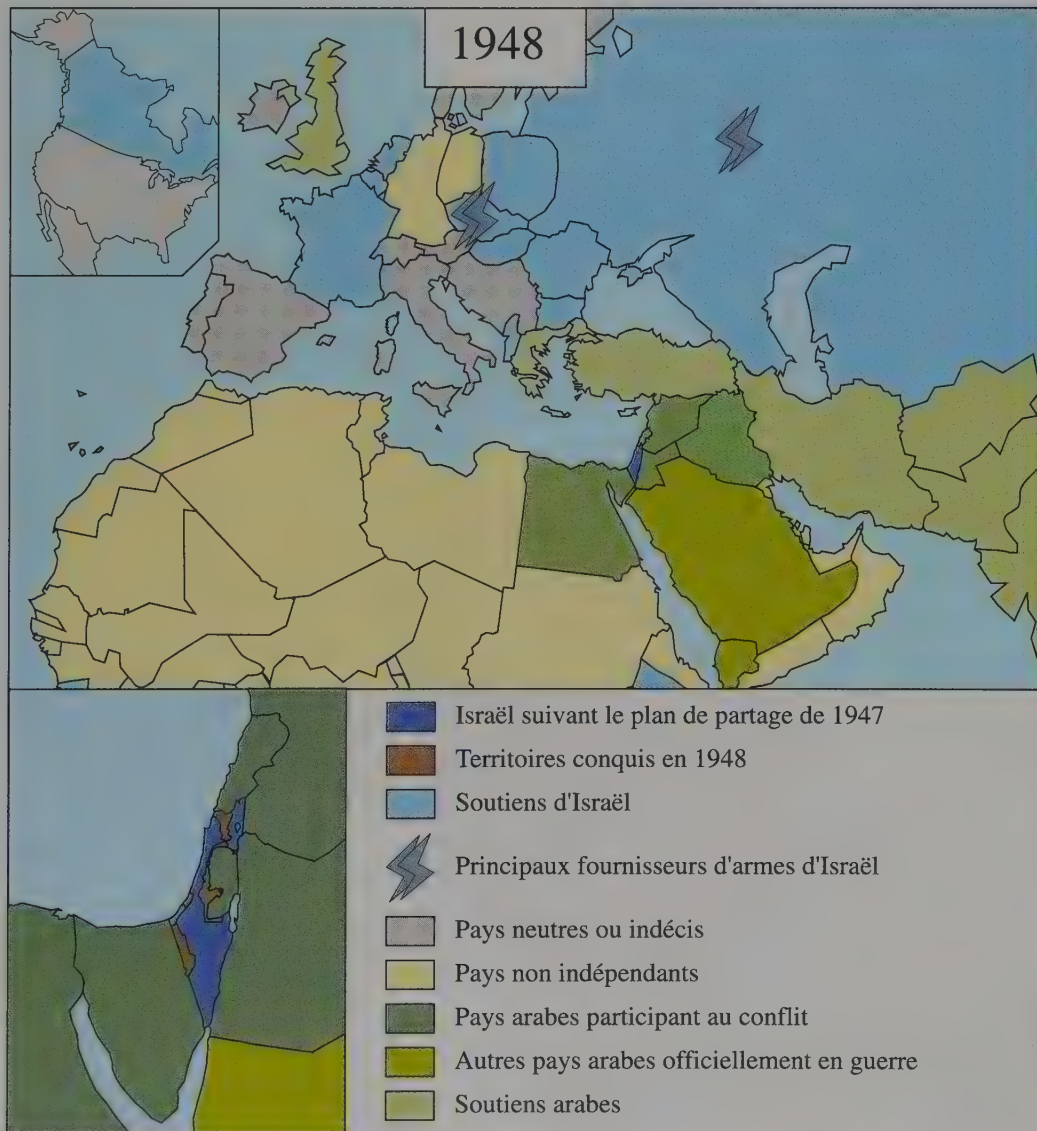 1948
Israël suivant le plan de partage de 1947
Territoires conquis en 1948
Soutiens d'Israël
Principaux fournisseurs d'armes d'Israël
Pays neutres ou indécis
Pays non indépendants
Pays arabes participant au conflit
Autres pays arabes officiellement en guerre
Soutiens arabes